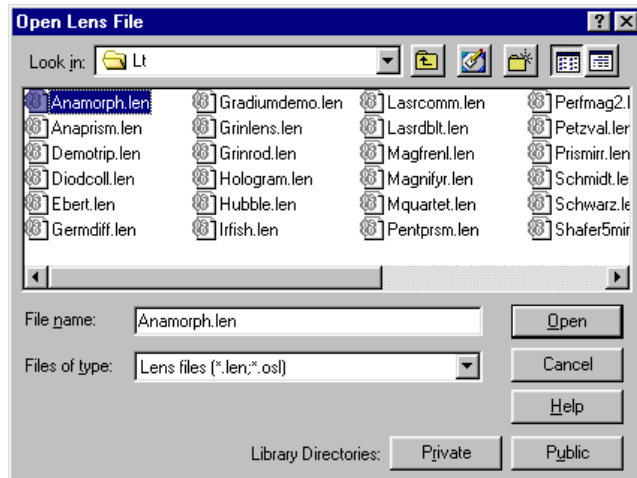 Open Lens File
Look in: Lt
Anamorph.len Gradiumdemo.len Lasrcomm.len Perfmag2.l
Anaprism.len Grinlens.len Lasrdblt.len Petzval.len
Demotrip.len Grinrod.len Magfrenl.len Prismirr.len
Diodcoll.len Hologram.len Magnifyr.len Schmidt.le
Ebert.len Hubble.len Mquartet.len Schwarz.le
Germdiff.len Irfish.len Pentprsm.len Shafer5mir
File name: Anamorph.len Open
Files of type: Lens files (*.len;*.osl) Cancel
Help
Library Directories: Private Public